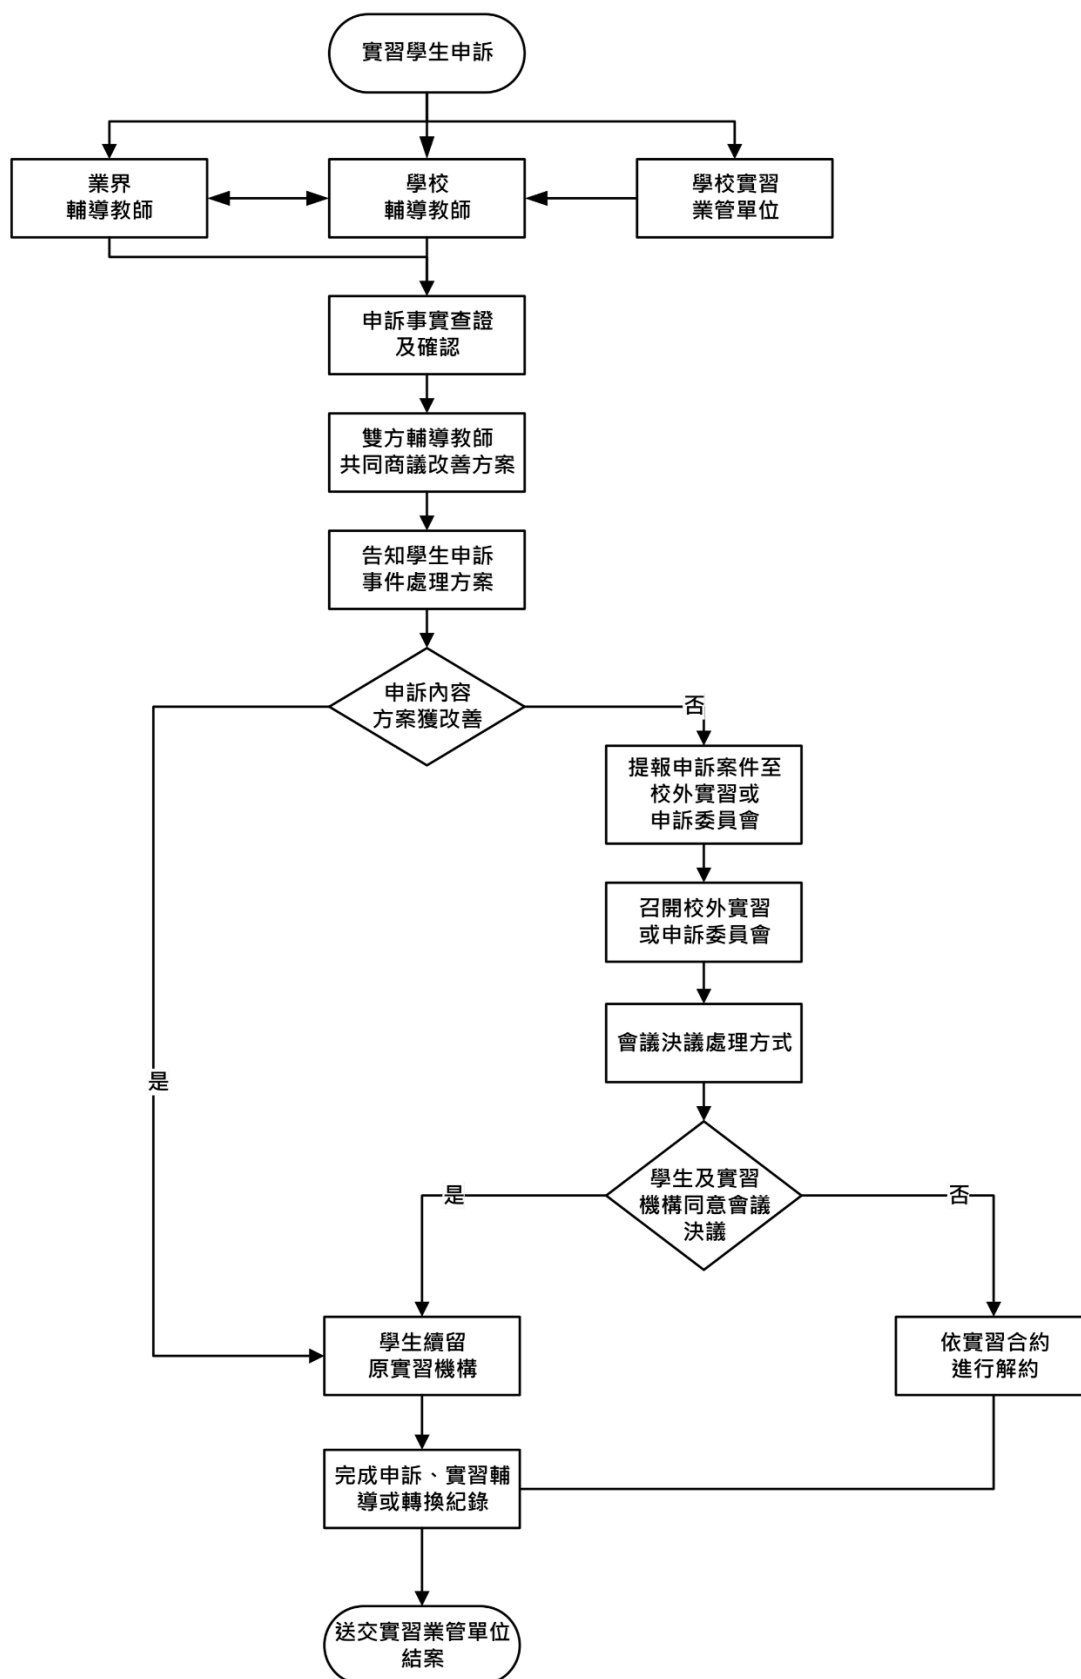 實習學生申訴
業界
輔導教師
學校
輔導教師
學校實習
業管單位
申訴事實查證
及確認
雙方輔導教師
共同商議改善方案
告知學生申訴
事件處理方案
申訴內容
方案獲改善
否
提報申訴案件至
校外實習或
申訴委員會
召開校外實習
或申訴委員會
會議決議處理方式
是
學生及實習
機構同意會議
決議
是
否
學生續留
原實習機構
依實習合約
進行解約
完成申訴、實習輔
導或轉換紀錄
送交實習業管單位
結案